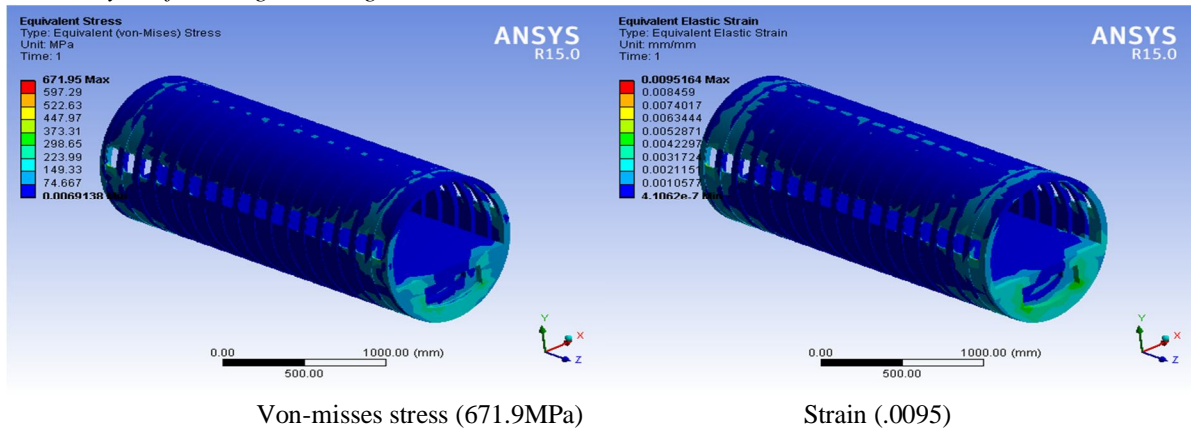 Equivalent Stress
Type: Equivalent (von-Mises) Stress
Unit: MPa
Time: 1
ANSYS
R15.0
671.95 Max
597.29
522.63
447.97
373.31
298.65
223.99
149.33
74.667
0.0069138
0.00
1000.00 (mm)
500.00
Y
X
Z
Equivalent Elastic Strain
Type: Equivalent Elastic Strain
Unit: mm/mm
Time: 1
ANSYS
R15.0
0.0095164 Max
0.008459
0.0074017
0.0063444
0.0052871
0.0042297
0.0031724
0.0021151
0.0010577
4.1062e-7 Min
0.00
1000.00 (mm)
500.00
Y
X
Z
Von-misses stress (671.9MPa)
Strain (.0095)